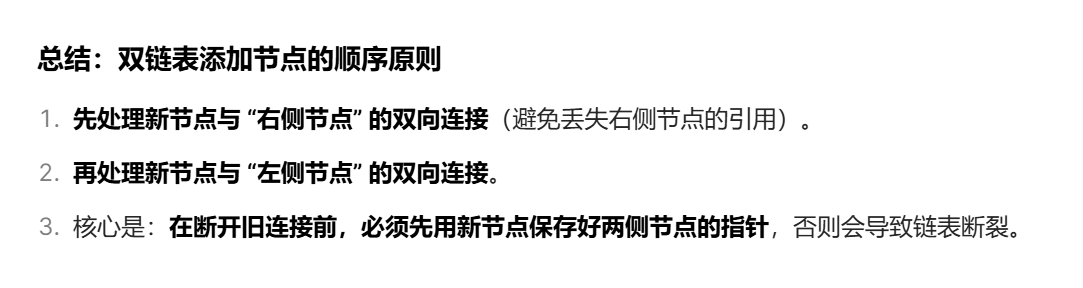 总结：双链表添加节点的顺序原则
1. 先处理新节点与 “右侧节点” 的双向连接（避免丢失右侧节点的引用）。
2. 再处理新节点与 “左侧节点” 的双向连接。
3. 核心是：在断开旧连接前，必须先用新节点保存好两侧节点的指针，否则会导致链表断裂。